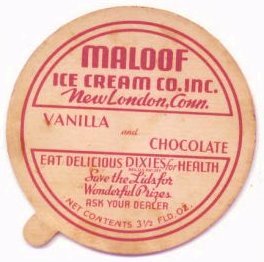 MALOOF
ICE CREAM CO. INC.
New London, Conn.
VANILLA
and
CHOCOLATE
EAT DELICIOUS DIXIES for HEALTH
Save the Lids for
Wonderful Prizes
ASK YOUR DEALER
NET CONTENTS 3½ FLD. OZ.